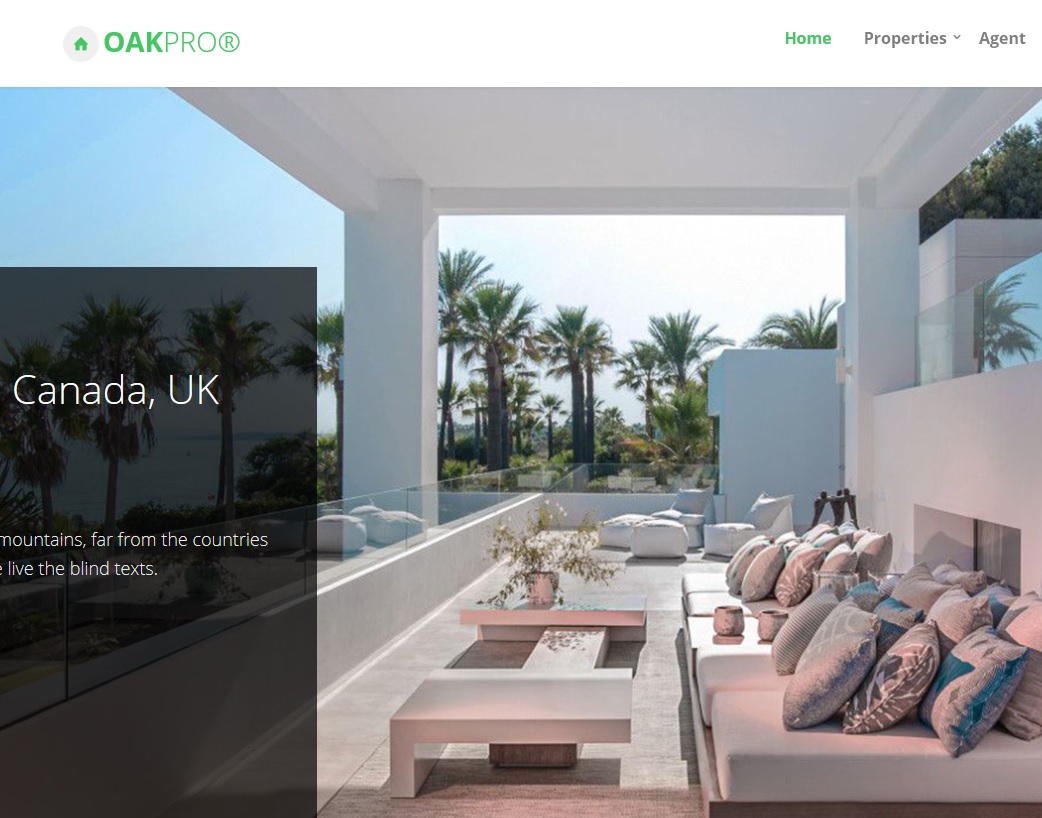 OAKPRO®
Home
Properties
Agent
Canada, UK
mountains, far from the countries
live the blind texts.